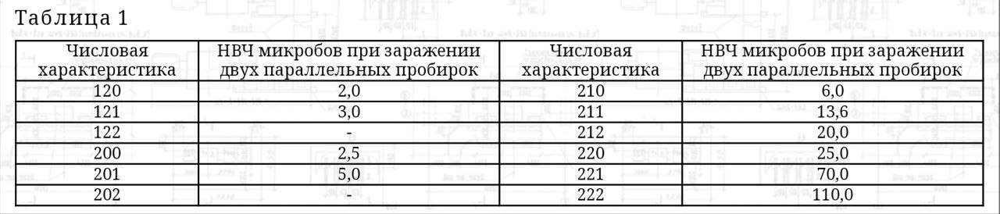 Таблица 1
Числовая характеристика НВЧ микробов при заражении двух параллельных пробирок Числовая характеристика НВЧ микробов при заражении двух параллельных пробирок
120 2,0 210 6,0
121 3,0 211 13,6
122 - 212 20,0
200 2,5 220 25,0
201 5,0 221 70,0
202 - 222 110,0